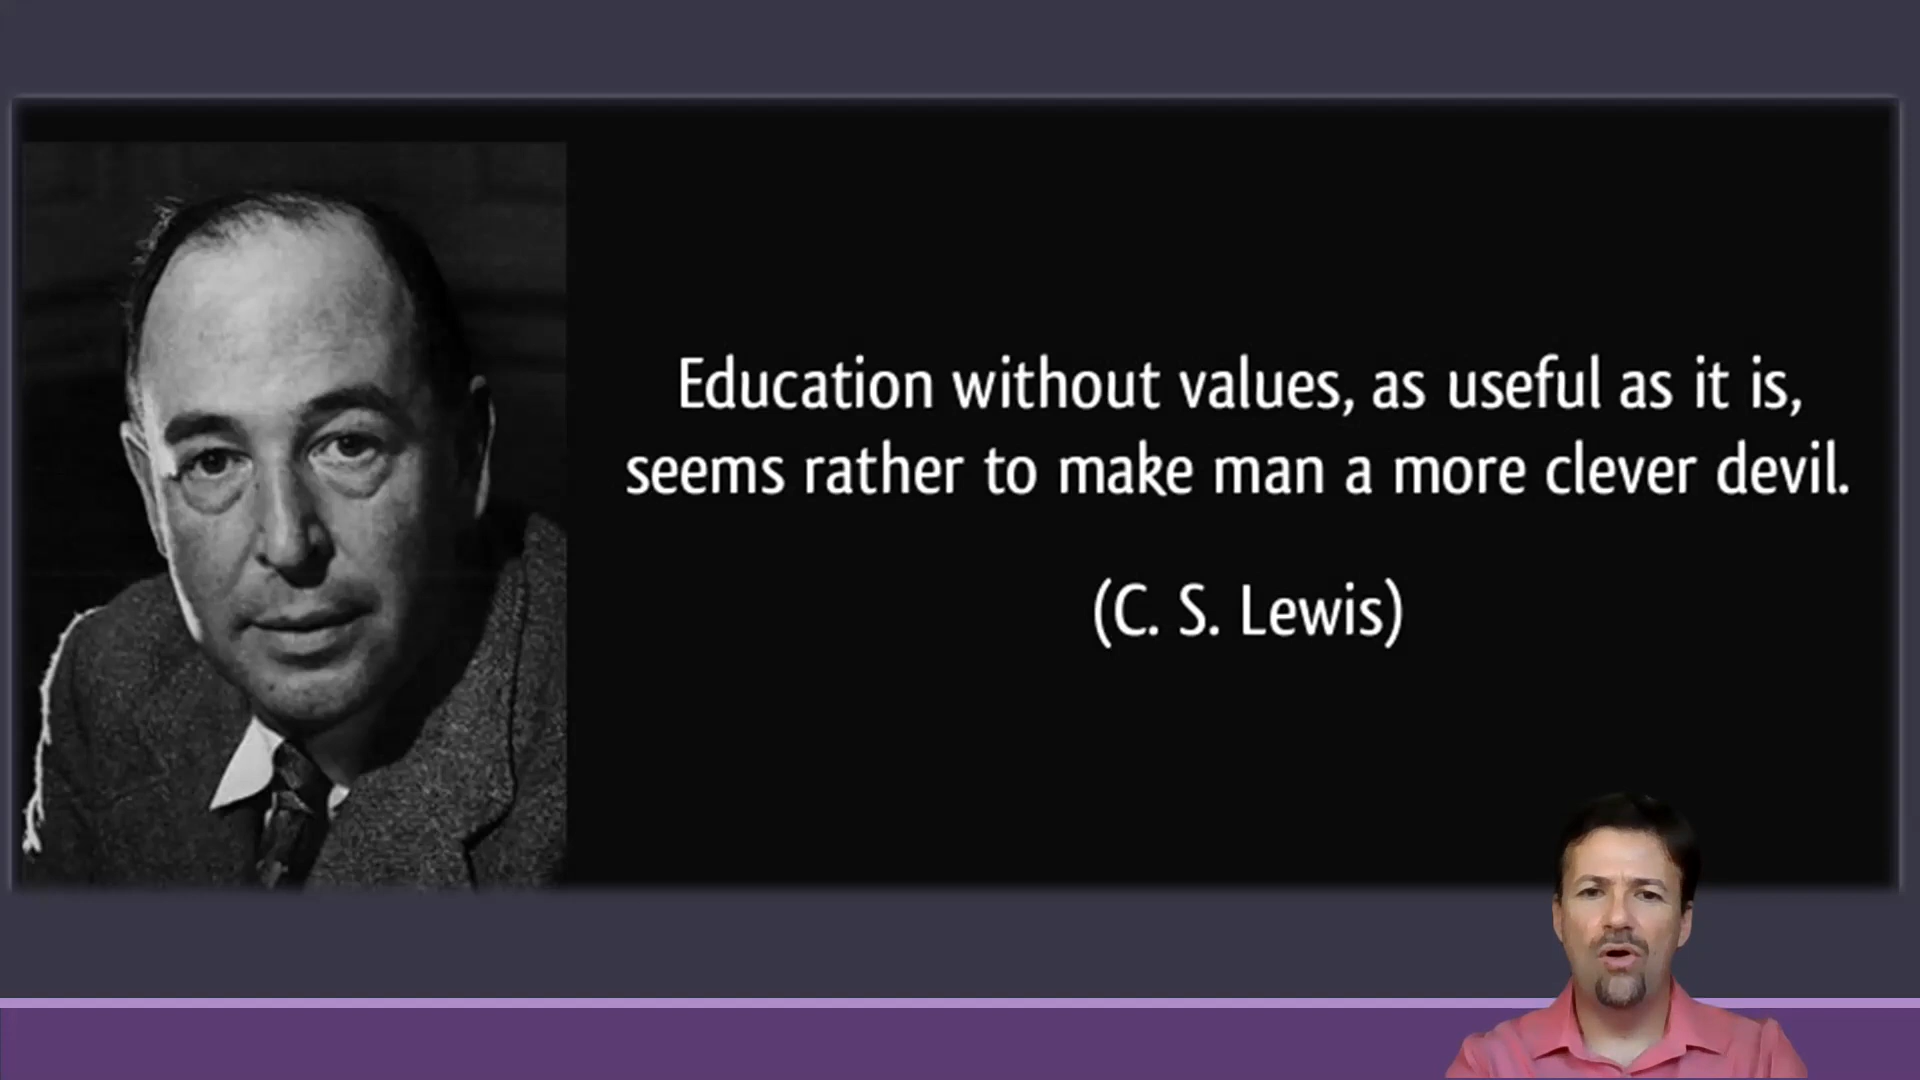 Education without values, as useful as it is,
seems rather to make man a more clever devil.
(C. S. Lewis)